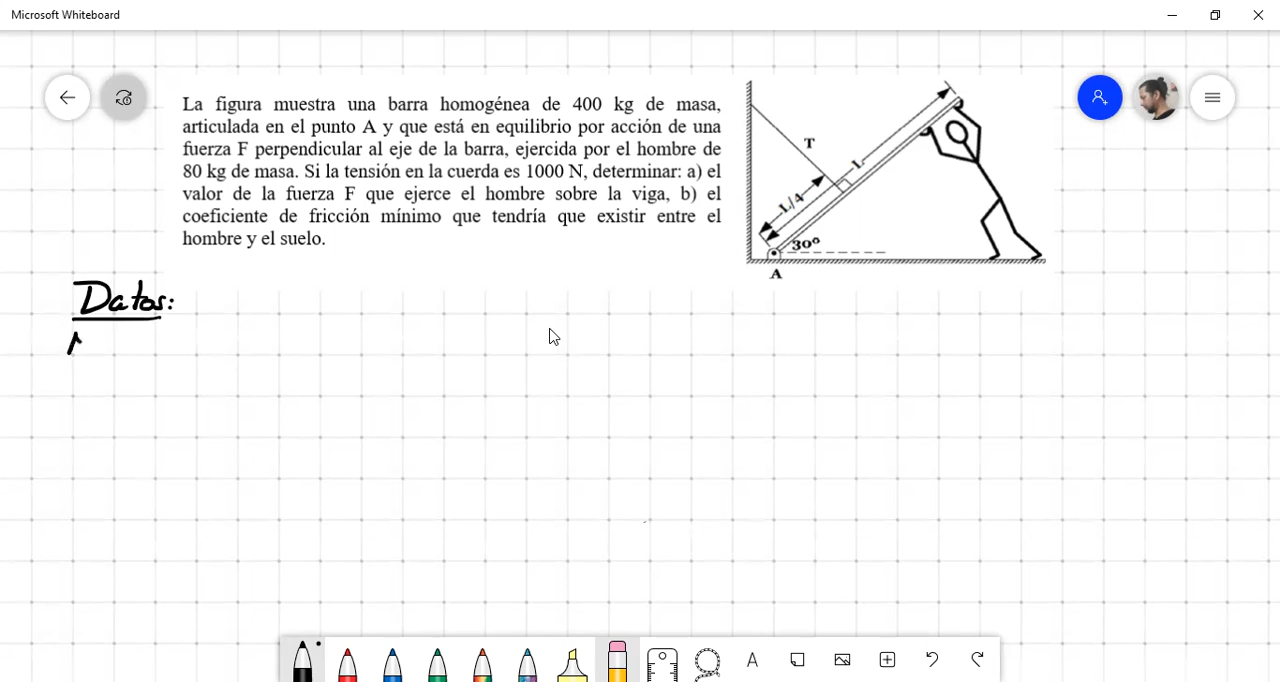 Microsoft Whiteboard
La figura muestra una barra homogénea de 400 kg de masa,
articulada en el punto A y que está en equilibrio por acción de una
fuerza F perpendicular al eje de la barra, ejercida por el hombre de
80 kg de masa. Si la tensión en la cuerda es 1000 N, determinar: a) el
valor de la fuerza F que ejerce el hombre sobre la viga, b) el
coeficiente de fricción mínimo que tendría que existir entre el
hombre y el suelo.
T
L
L/4
30°
A
Datos:
A